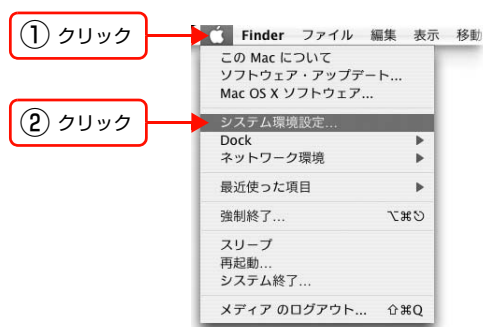 ① クリック
Finder ファイル 編集 表示 移動
この Mac について
ソフトウェア・アップデート...
Mac OS X ソフトウェア...
② クリック
システム環境設定...
Dock ▶
ネットワーク環境 ▶
最近使った項目 ▶
強制終了... ⌥⌘⎋
スリープ
再起動...
システム終了...
メディア のログアウト... ⇧⌘Q